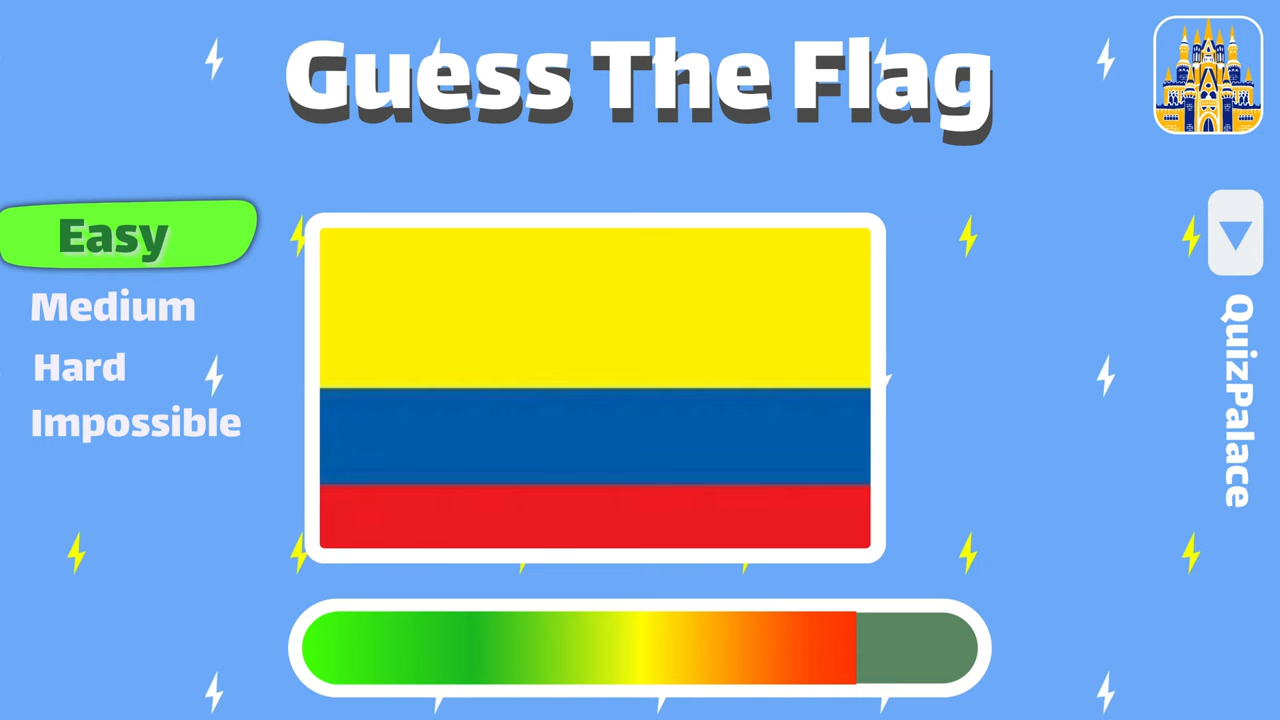 Guess The Flag
Easy
Medium
Hard
Impossible
QuizPalace